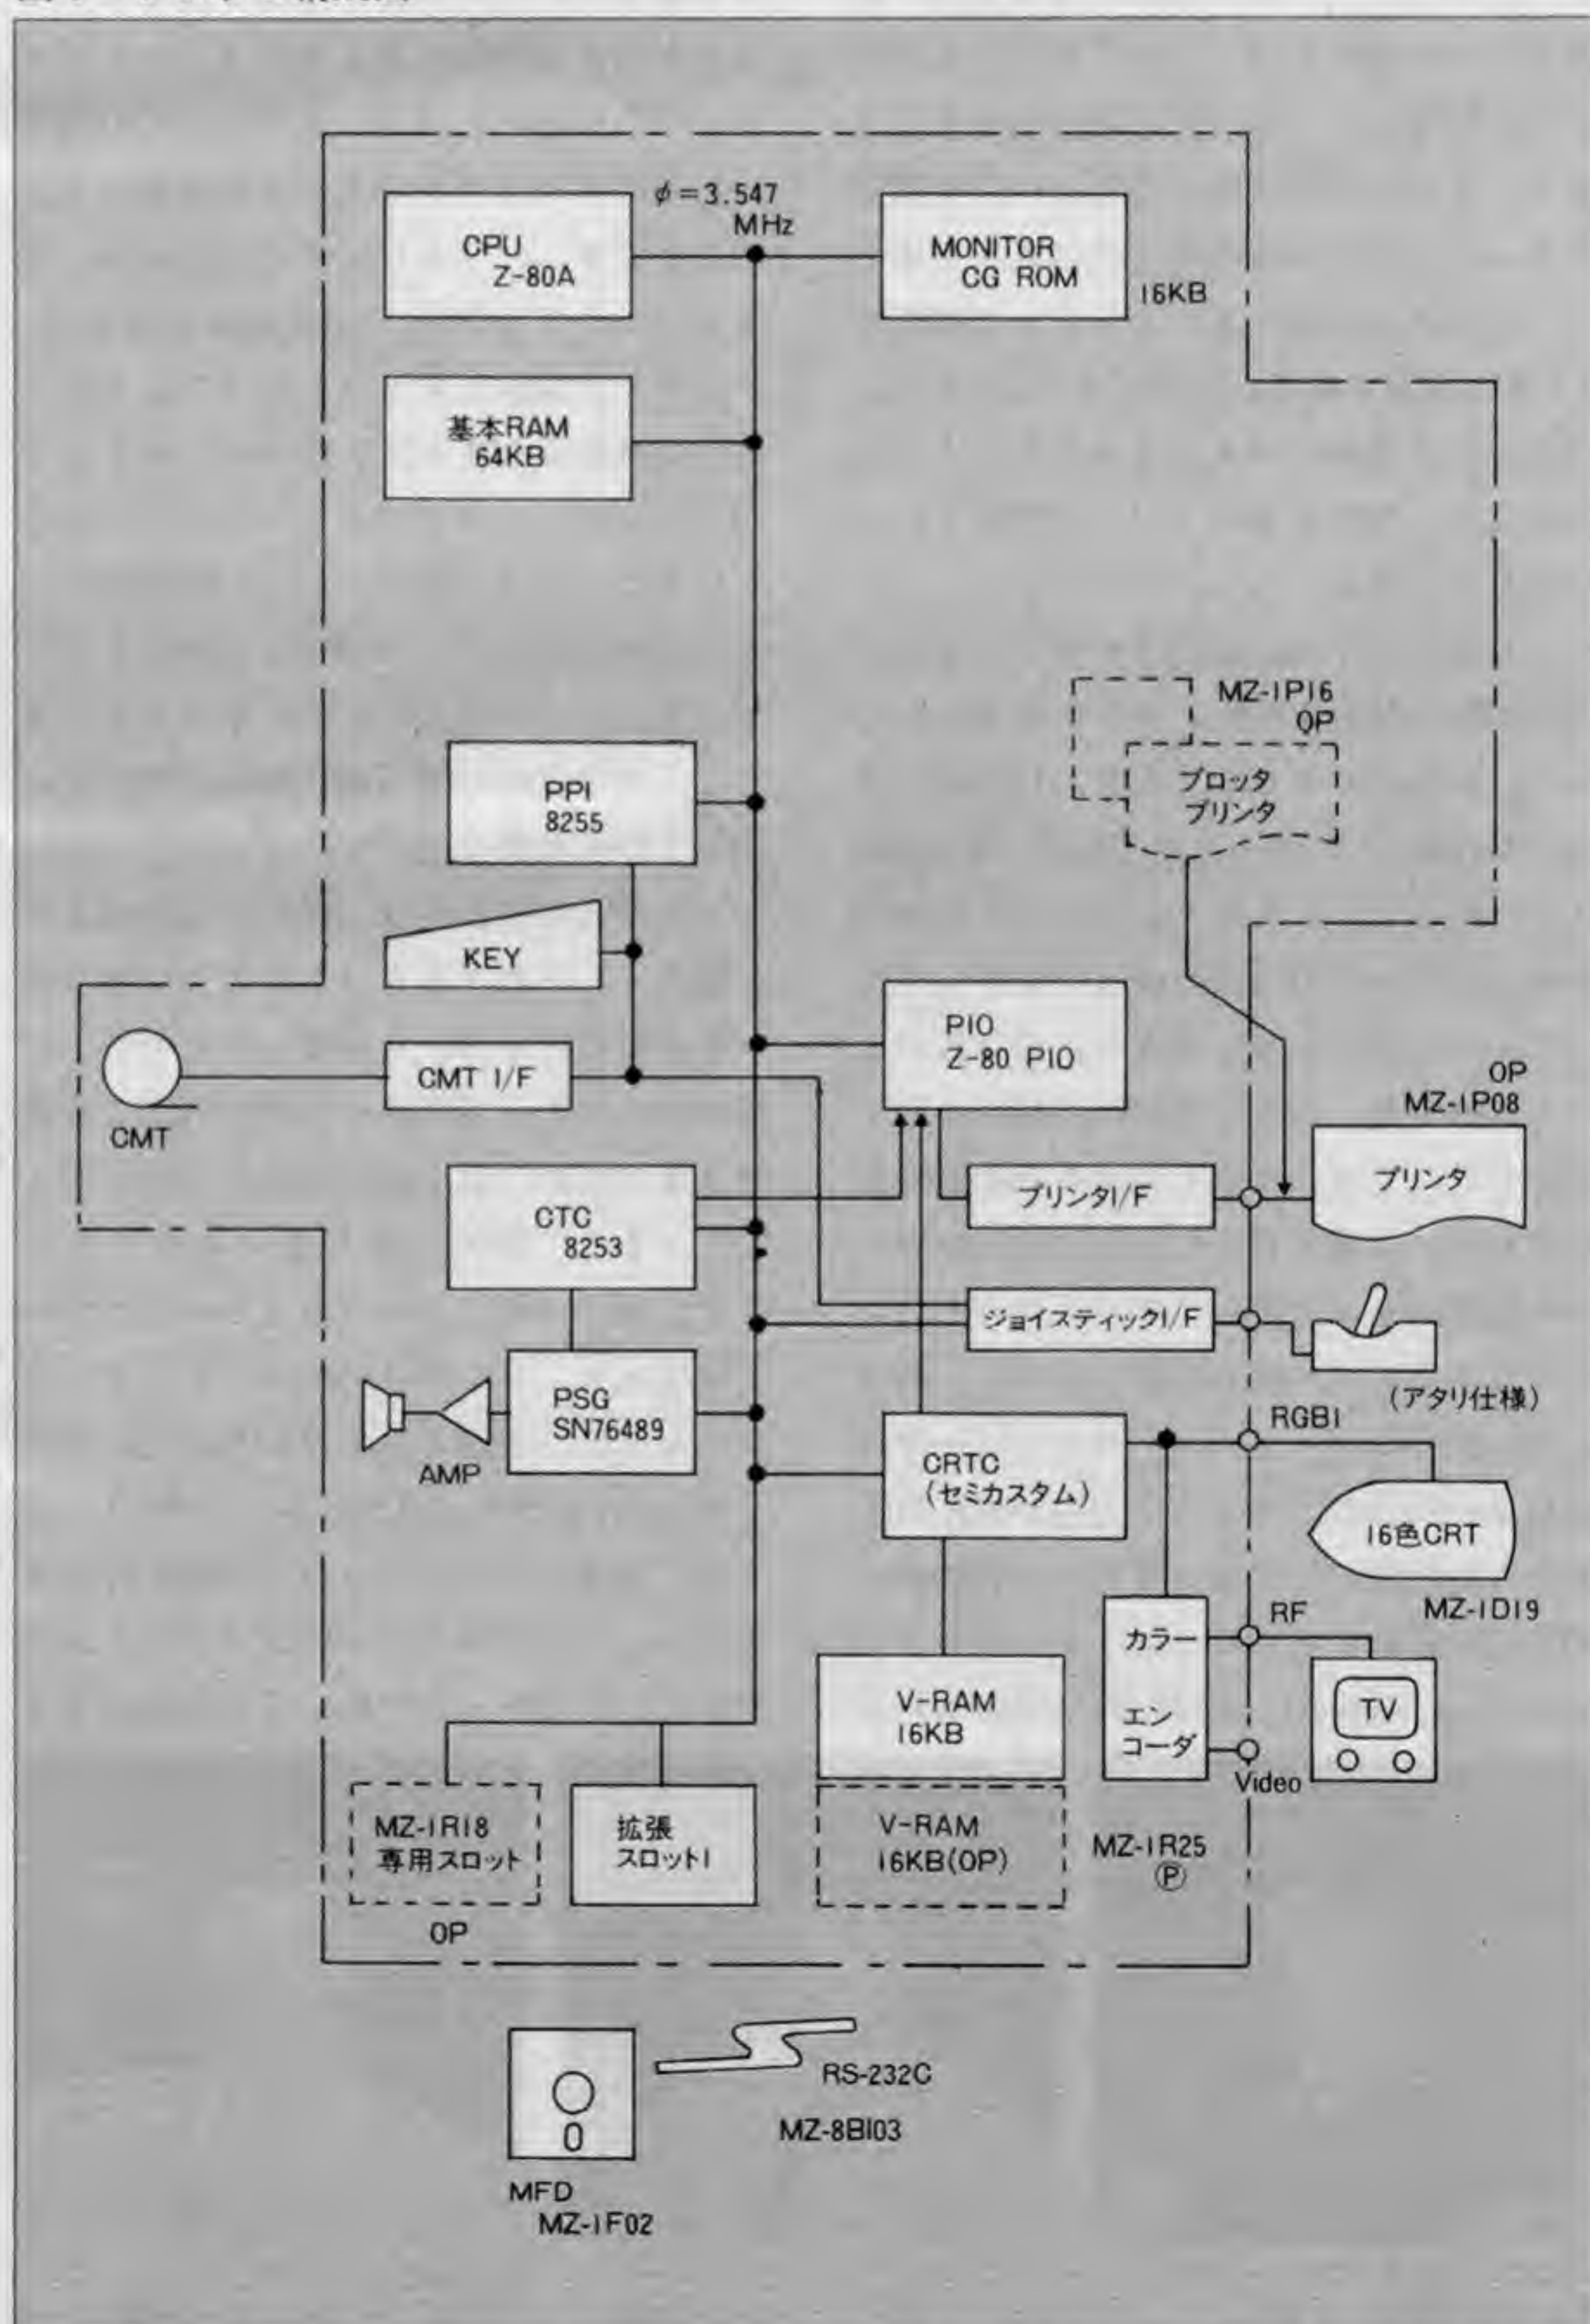 φ=3.547
MHz
CPU
Z-80A
MONITOR
CG ROM
16KB
基本RAM
64KB
MZ-1P16
OP
プロッタ
プリンタ
PPI
8255
KEY
PIO
Z-80 PIO
CMT I/F
CMT
OP
MZ-1P08
プリンタ
プリンタI/F
CTC
8253
ジョイスティックI/F
(アタリ仕様)
PSG
SN76489
AMP
RGBI
CRTC
(セミカスタム)
16色CRT
MZ-1D19
RF
カラー
エン
コーダ
TV
Video
V-RAM
16KB
MZ-1R18
専用スロット
OP
拡張
スロット1
V-RAM
16KB(OP)
MZ-1R25
Ⓟ
RS-232C
MZ-8BI03
MFD
MZ-1F02